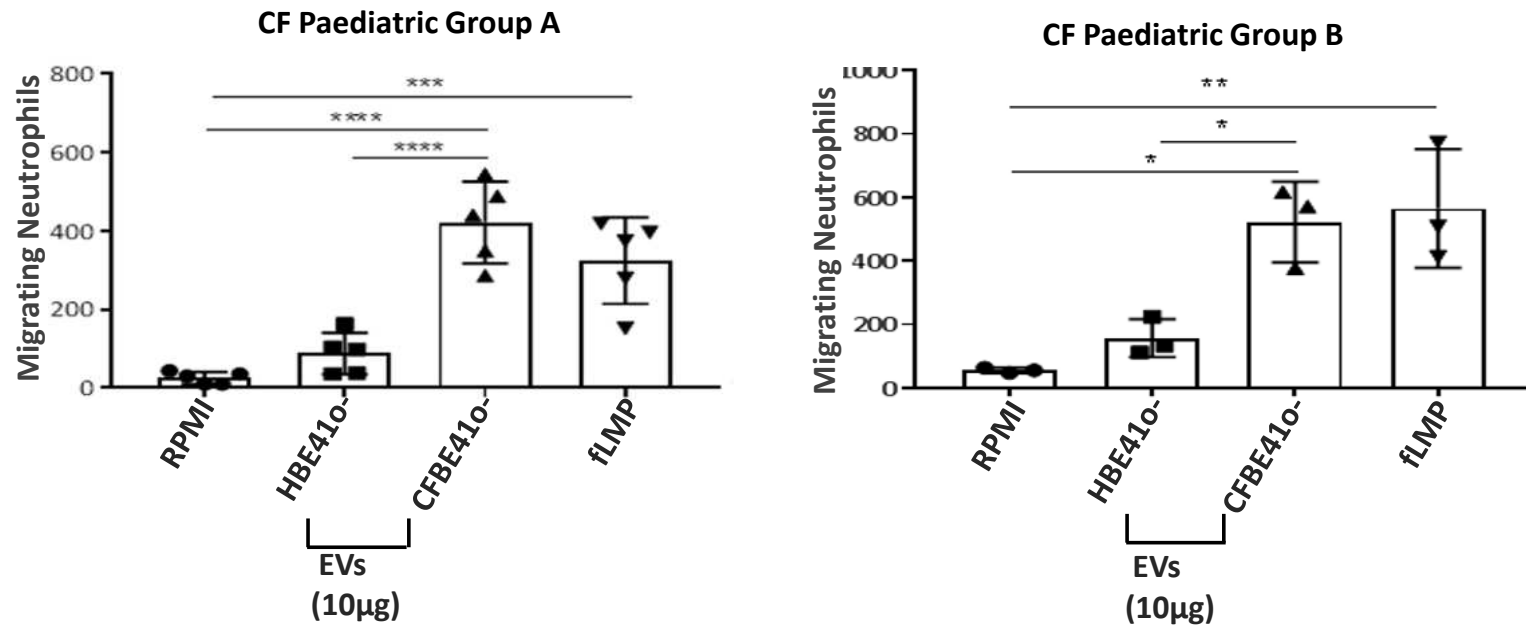 CF Paediatric Group A
Migrating Neutrophils
800
600
400
200
0
***
****
****
RPMI
HBE41o-
CFBE41o-
fLMP
EVs
(10µg)
CF Paediatric Group B
Migrating Neutrophils
1000
800
600
400
200
0
**
*
*
RPMI
HBE41o-
CFBE41o-
fLMP
EVs
(10µg)